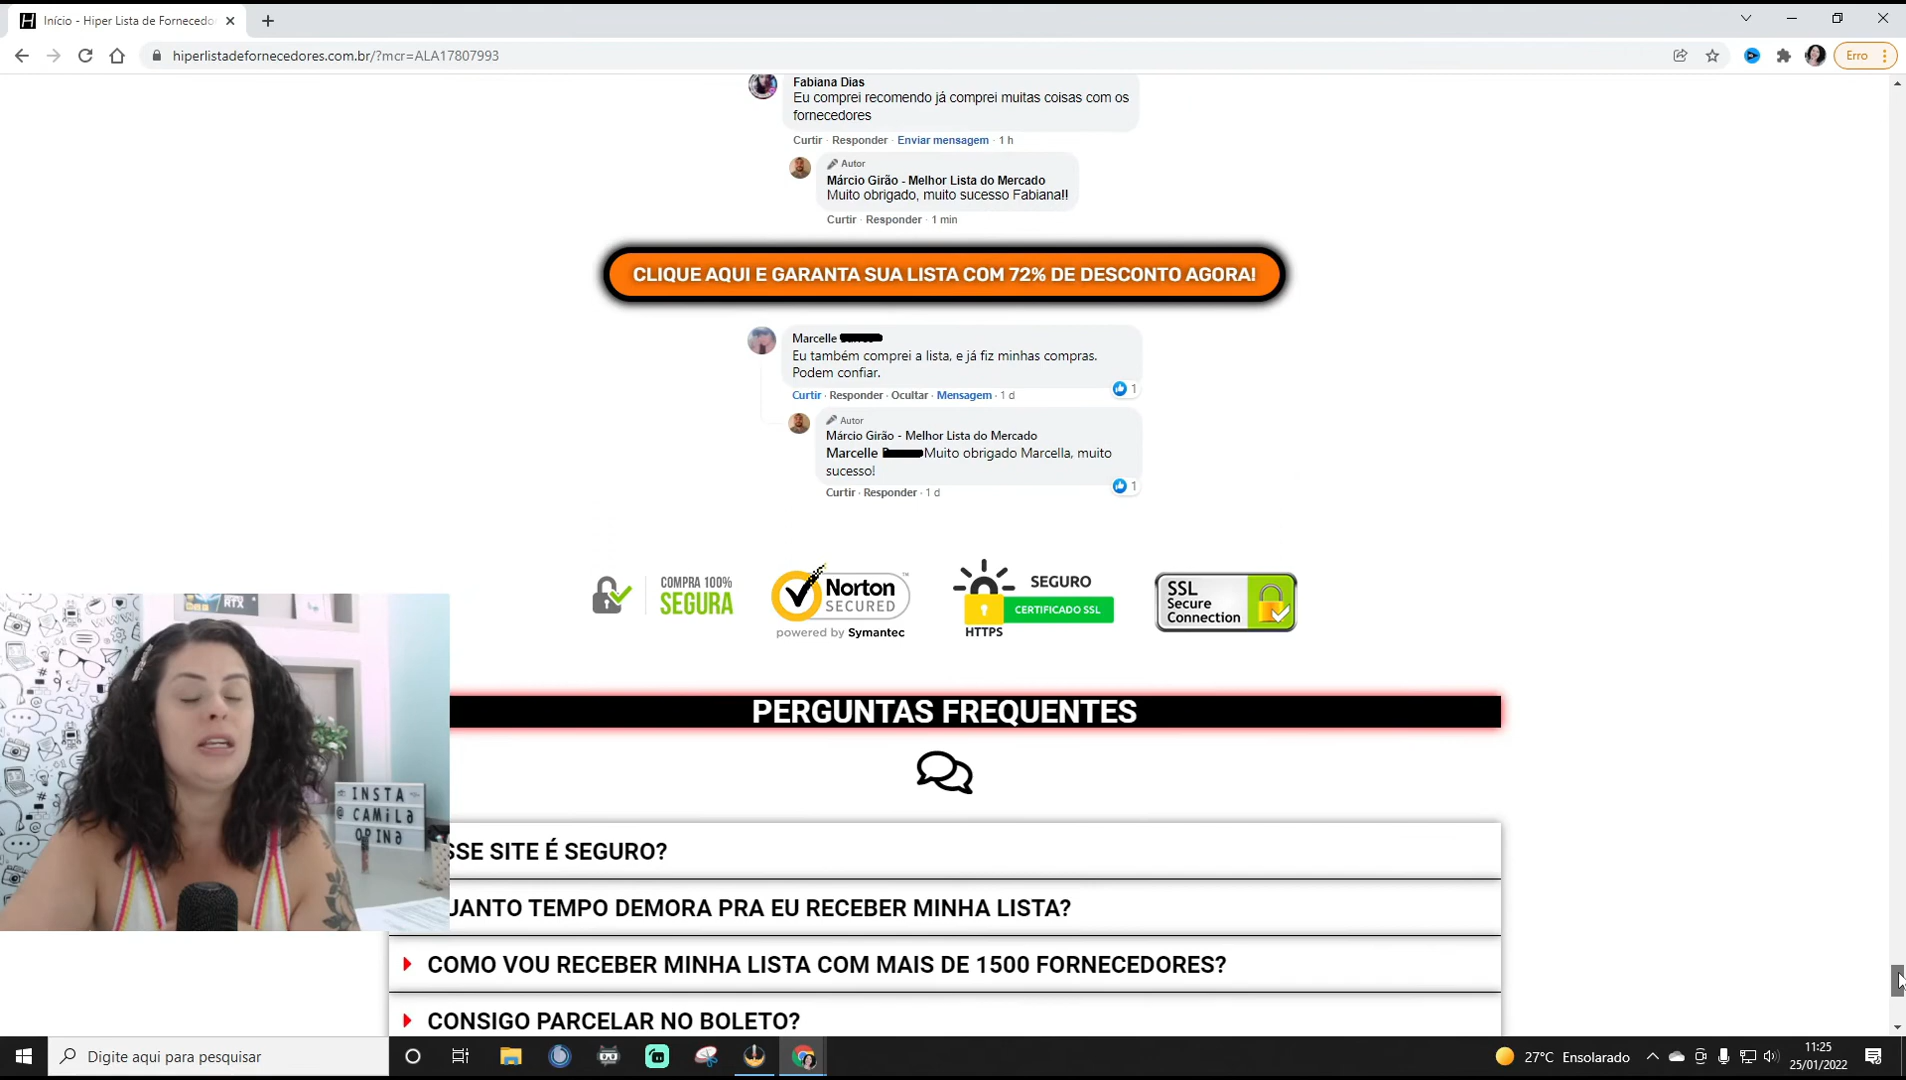 Início - Hiper Lista de Fornecedo
hiperlistadefornecedores.com.br/?mcr=ALA17807993
Erro
Fabiana Dias
Eu comprei recomendo já comprei muitas coisas com os
fornecedores
Curtir · Responder · Enviar mensagem · 1 h
Autor
Márcio Girão - Melhor Lista do Mercado
Muito obrigado, muito sucesso Fabiana!!
Curtir · Responder · 1 min
CLIQUE AQUI E GARANTA SUA LISTA COM 72% DE DESCONTO AGORA!
Marcelle
Eu também comprei a lista, e já fiz minhas compras.
Podem confiar.
1
Curtir · Responder · Ocultar · Mensagem · 1 d
Autor
Márcio Girão - Melhor Lista do Mercado
Marcelle Muito obrigado Marcella, muito
sucesso!
1
Curtir · Responder · 1 d
COMPRA 100%
SEGURA
Norton
SECURED
powered by Symantec
SEGURO
CERTIFICADO SSL
HTTPS
SSL
Secure
Connection
RTX
INSTA
@ CAMILA
OPINA
PERGUNTAS FREQUENTES
SSE SITE É SEGURO?
UANTO TEMPO DEMORA PRA EU RECEBER MINHA LISTA?
COMO VOU RECEBER MINHA LISTA COM MAIS DE 1500 FORNECEDORES?
CONSIGO PARCELAR NO BOLETO?
Digite aqui para pesquisar
27°C Ensolarado
11:25
25/01/2022